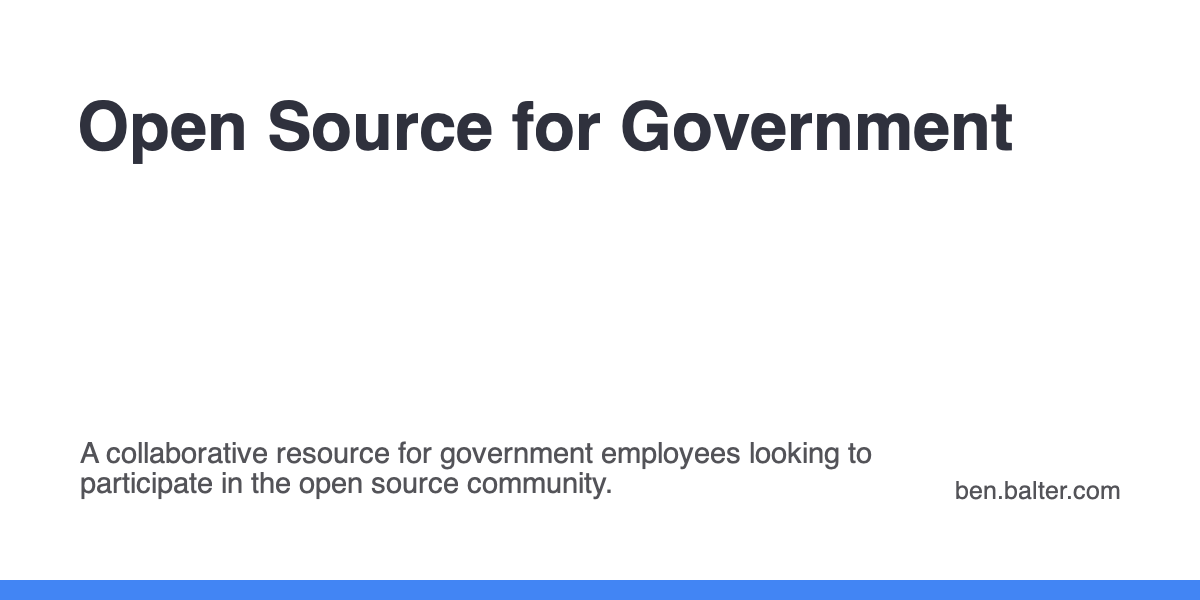 Open Source for Government
A collaborative resource for government employees looking to
participate in the open source community.
ben.balter.com